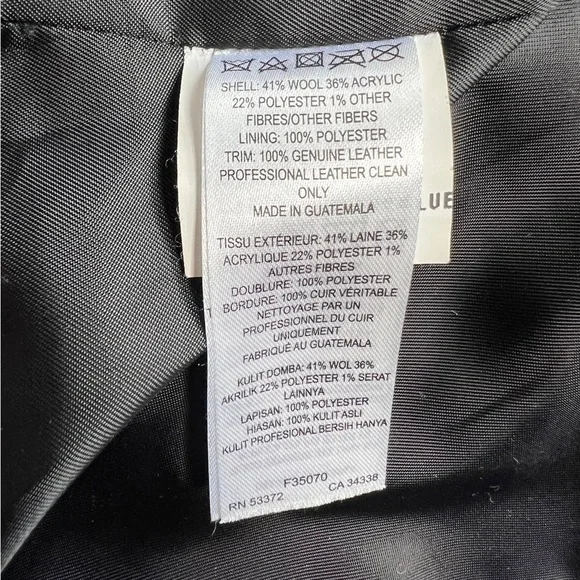 SHELL: 41% WOOL 36% ACRYLIC
22% POLYESTER 1% OTHER
FIBRES/OTHER FIBERS
LINING: 100% POLYESTER
TRIM: 100% GENUINE LEATHER
PROFESSIONAL LEATHER CLEAN
ONLY
MADE IN GUATEMALA
LUE
TISSU EXTÉRIEUR: 41% LAINE 36%
ACRYLIQUE 22% POLYESTER 1%
AUTRES FIBRES
DOUBLURE: 100% POLYESTER
BORDURE: 100% CUIR VÉRITABLE
NETTOYAGE PAR UN
PROFESSIONNEL DU CUIR
UNIQUEMENT
FABRIQUÉ AU GUATEMALA
KULIT DOMBA: 41% WOL 36%
AKRILIK 22% POLYESTER 1% SERAT
LAINNYA
LAPISAN: 100% POLYESTER
HIASAN: 100% KULIT ASLI
KULIT PROFESIONAL BERSIH HANYA
F35070
RN 53372 CA 34338